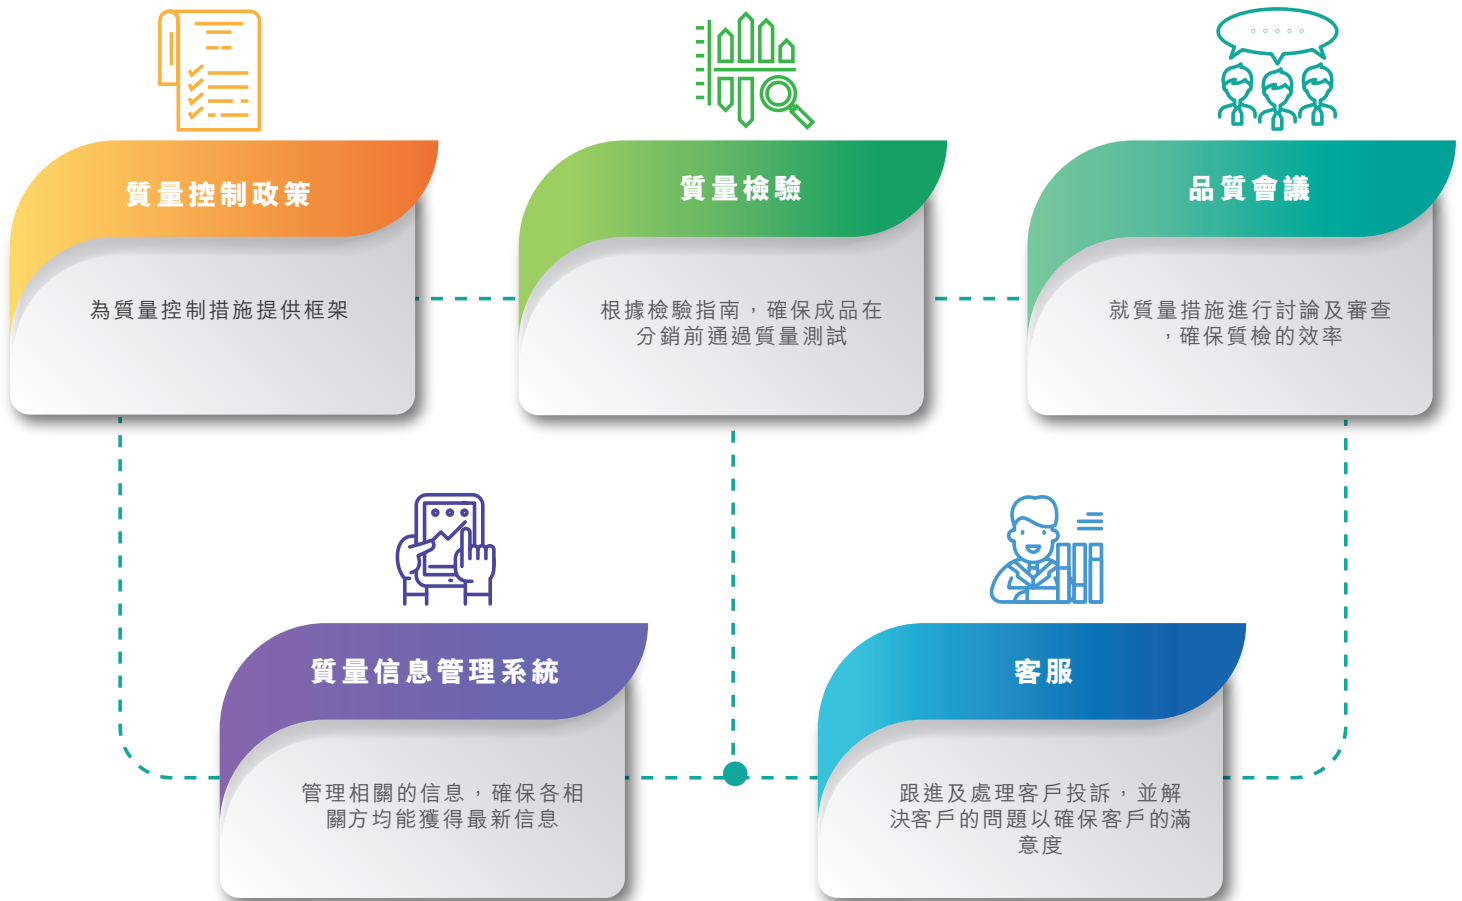 質量控制政策
為質量控制措施提供框架
質量檢驗
根據檢驗指南，確保成品在
分銷前通過質量測試
品質會議
就質量措施進行討論及審查
，確保質檢的效率
質量信息管理系統
管理相關的信息，確保各相
關方均能獲得最新信息
客服
跟進及處理客戶投訴，並解
決客戶的問題以確保客戶的滿
意度